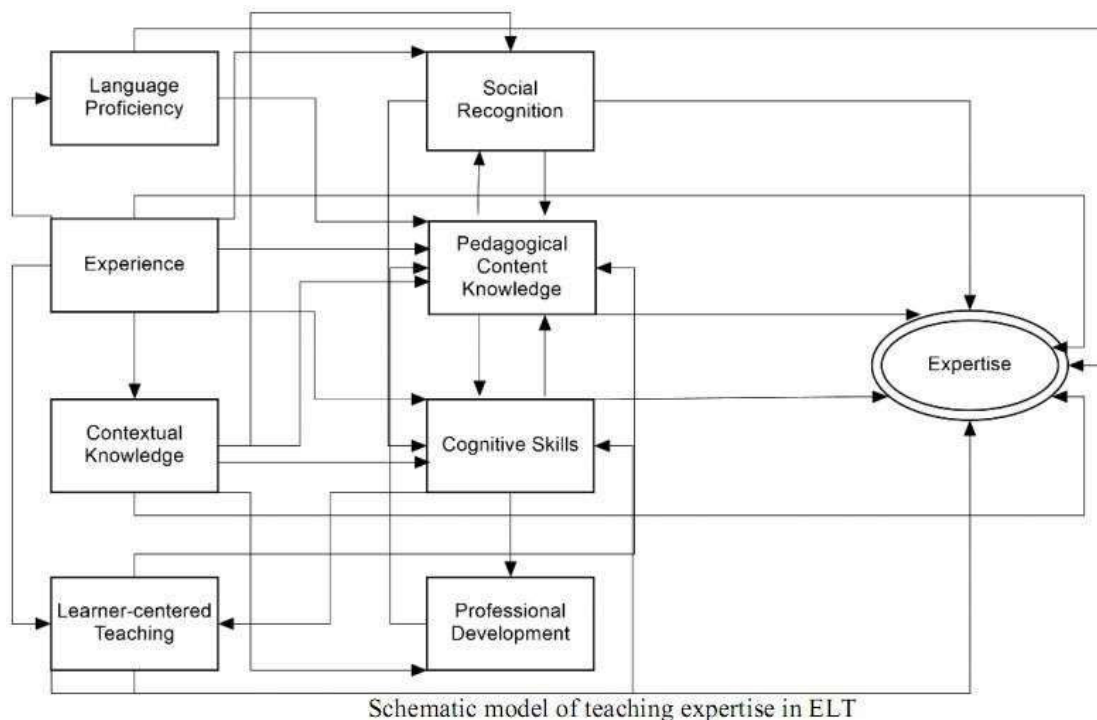 Language
Proficiency
Social
Recognition
Experience
Pedagogical
Content
Knowledge
Expertise
Contextual
Knowledge
Cognitive Skills
Learner-centered
Teaching
Professional
Development
Schematic model of teaching expertise in ELT